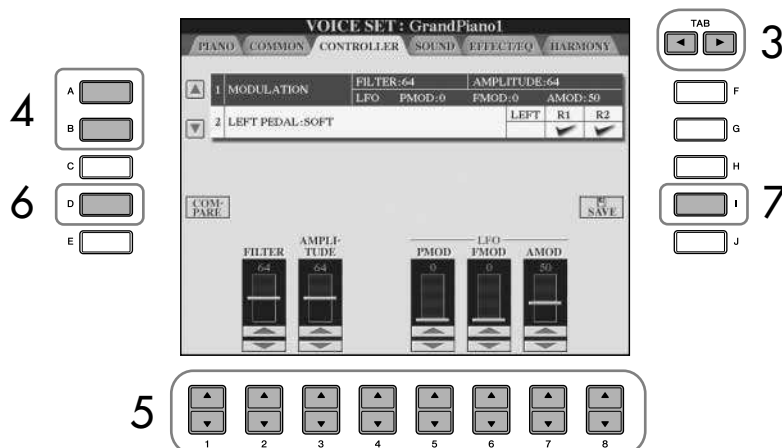 VOICE SET : GrandPiano1
TAB
3
PIANO COMMON CONTROLLER SOUND EFFECT/EQ HARMONY
4
A
B
C
6
D
E
1 MODULATION
FILTER:64 AMPLITUDE:64
LFO PMOD:0 FMOD:0 AMOD:50
2 LEFT PEDAL:SOFT
LEFT R1 R2
F
G
H
I
7
J
COM-
PARE
SAVE
FILTER
AMPLI-
TUDE
LFO
PMOD FMOD AMOD
64 64 0 0 50
5
1 2 3 4 5 6 7 8